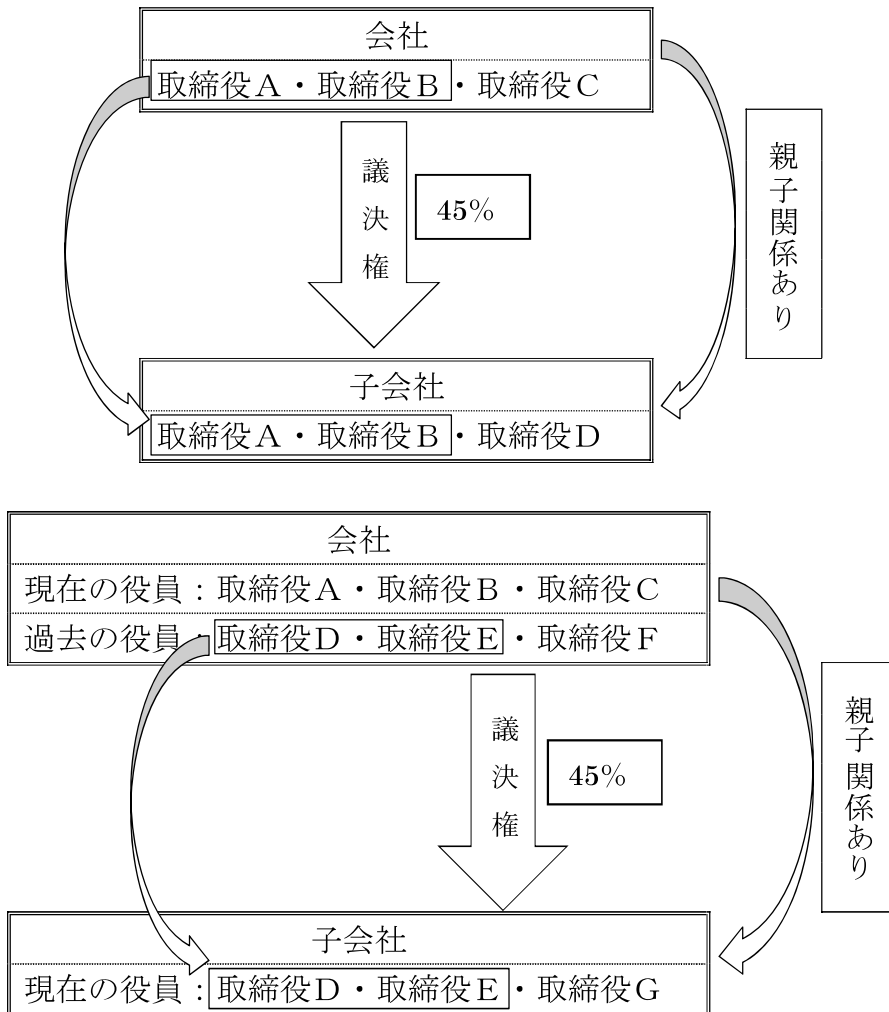 会社
取締役A・取締役B・取締役C
議決権
45%
親子関係あり
子会社
取締役A・取締役B・取締役D
会社
現在の役員：取締役A・取締役B・取締役C
過去の役員：取締役D・取締役E・取締役F
議決権
45%
親子関係あり
子会社
現在の役員：取締役D・取締役E・取締役G